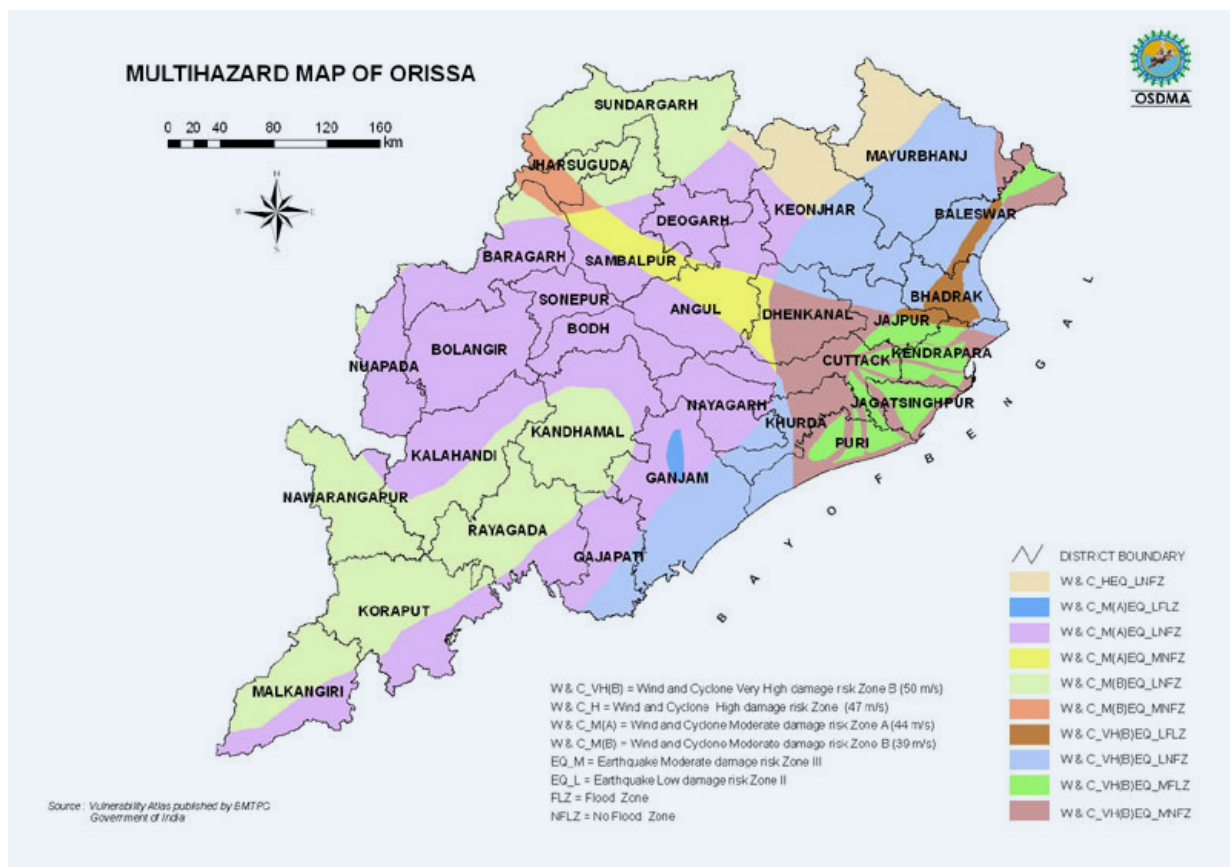 MULTIHAZARD MAP OF ORISSA
OSDMA
0 20 40 80 120 160
km
N
W E
S
SUNDARGARH
JHARSUGUDA
MAYURBHANJ
KEONJHAR
DEOGARH
BALESWAR
BARAGARH
SAMBALPUR
SONEPUR
ANGUL
DHENKANAL
BHADRAK
JAJPUR
BODH
BOLANGIR
NUAPADA
CUTTACK
KENDRAPARA
JAGATSINGHPUR
NAYAGARH
KHURDA
PURI
KANDHAMAL
KALAHANDI
GANJAM
NAWARANGAPUR
RAYAGADA
GAJAPATI
KORAPUT
MALKANGIRI
BAY OF BENGAL
DISTRICT BOUNDARY
W & C_HEQ_LNFZ
W & C_M(A)EQ_LFLZ
W & C_M(A)EQ_LNFZ
W & C_M(A)EQ_MNFZ
W & C_M(B)EQ_LNFZ
W & C_M(B)EQ_MNFZ
W & C_VH(B)EQ_LFLZ
W & C_VH(B)EQ_LNFZ
W & C_VH(B)EQ_MFLZ
W & C_VH(B)EQ_MNFZ
W & C_VH(B) = Wind and Cyclone Very High damage risk Zone B (50 m/s)
W & C_H = Wind and Cyclone High damage risk Zone (47 m/s)
W & C_M(A) = Wind and Cyclone Moderate damage risk Zone A (44 m/s)
W & C_M(B) = Wind and Cyclone Moderate damage risk Zone B (39 m/s)
EQ_M = Earthquake Moderate damage risk Zone III
EQ_L = Earthquake Low damage risk Zone II
FLZ = Flood Zone
NFLZ = No Flood Zone
Source : Vulnerability Atlas published by BMTPC
Government of India